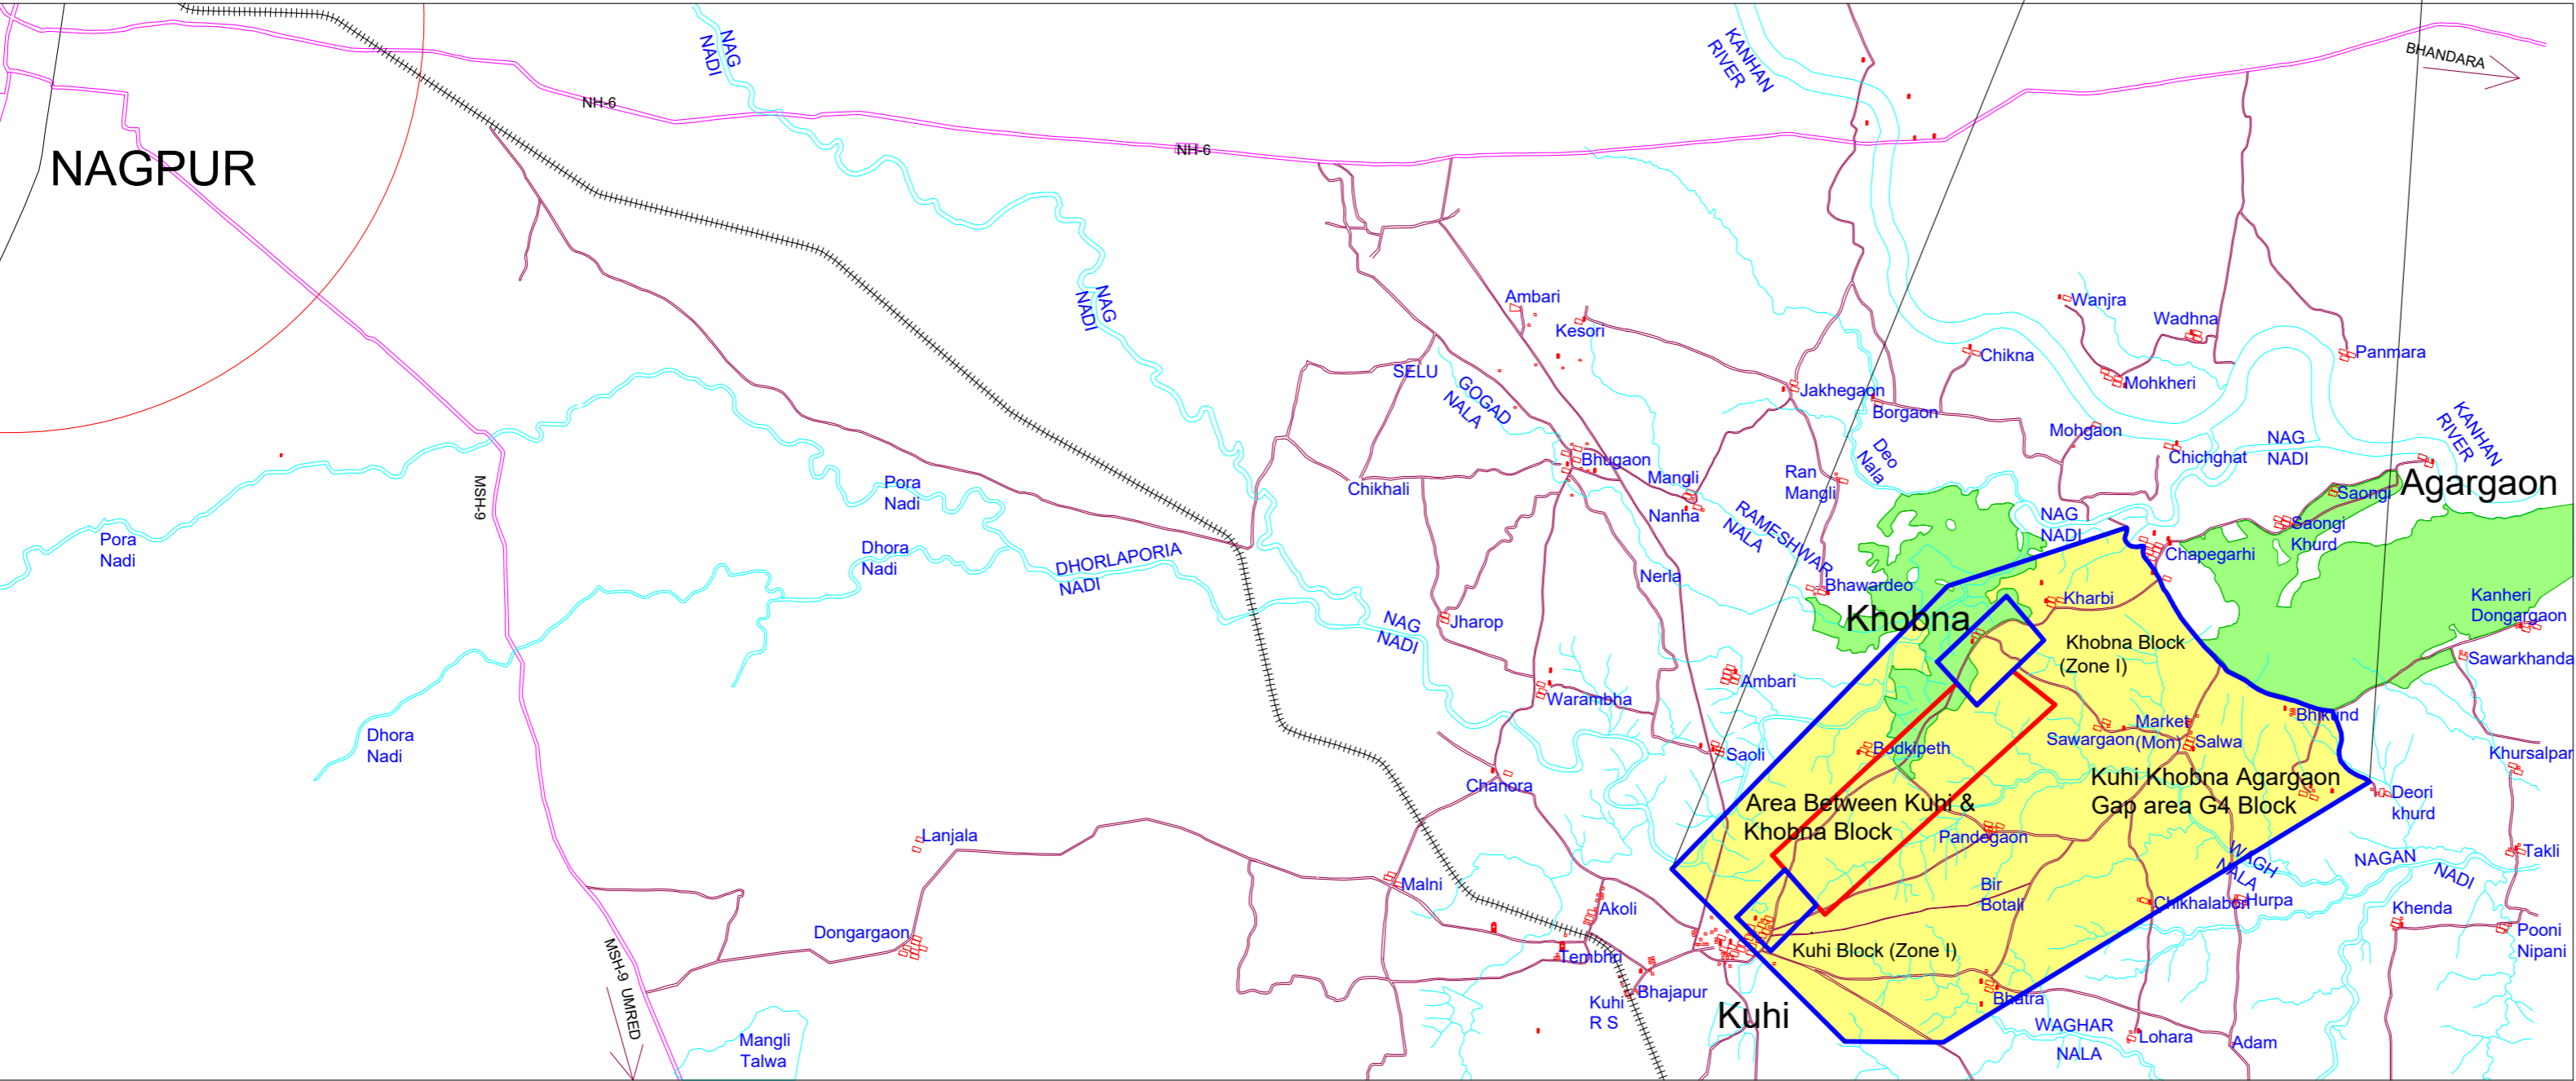 NAG
NADI
KANHAN
RIVER
BHANDARA
NH-6
NH-6
NAGPUR
Ambari
Kesori
Wanjra
Wadhna
Chikna
Panmara
SELU
GOGAD
NALA
Jakhegaon
Mohkheri
Borgaon
NAG
NADI
KANHAN
RIVER
Mohgaon
NAG
NADI
Chichghat
Deo
Nala
Bhugaon
Mangli
Ran
Mangli
Chikhali
Nanha
RAMESHWAR
NALA
Saongi
Agargaon
MSH-9
Pora
Nadi
Pora
Nadi
Dhora
Nadi
DHORLAPORIA
NADI
NAG
NADI
Saongi
Khurd
Chapegarhi
Nerla
Bhawardeo
Kharbi
Kanheri
Dongargaon
Khobna
Jharop
NAG
NADI
Khobna Block
(Zone I)
Sawarkhanda
Ambari
Warambha
Bhiktind
Market
(Mon)
Sawargaon
Salwa
Dhora
Nadi
Saoli
Bodkipeth
Khursalpar
Chanora
Kuhi Khobna Agargaon
Gap area G4 Block
Deori
khurd
Area Between Kuhi &
Khobna Block
Pandegaon
Lanjala
WAGH
NALA
NAGAN
NADI
Takli
Malni
Bir
Botali
Akoli
Chikhalabori
Hurpa
Khenda
Dongargaon
Pooni
Nipani
Kuhi Block (Zone I)
Tembhri
MSH-9 UMRED
Kuhi
R S
Bhajapur
Bhatra
Kuhi
WAGHAR
NALA
Lohara
Adam
Mangli
Talwa